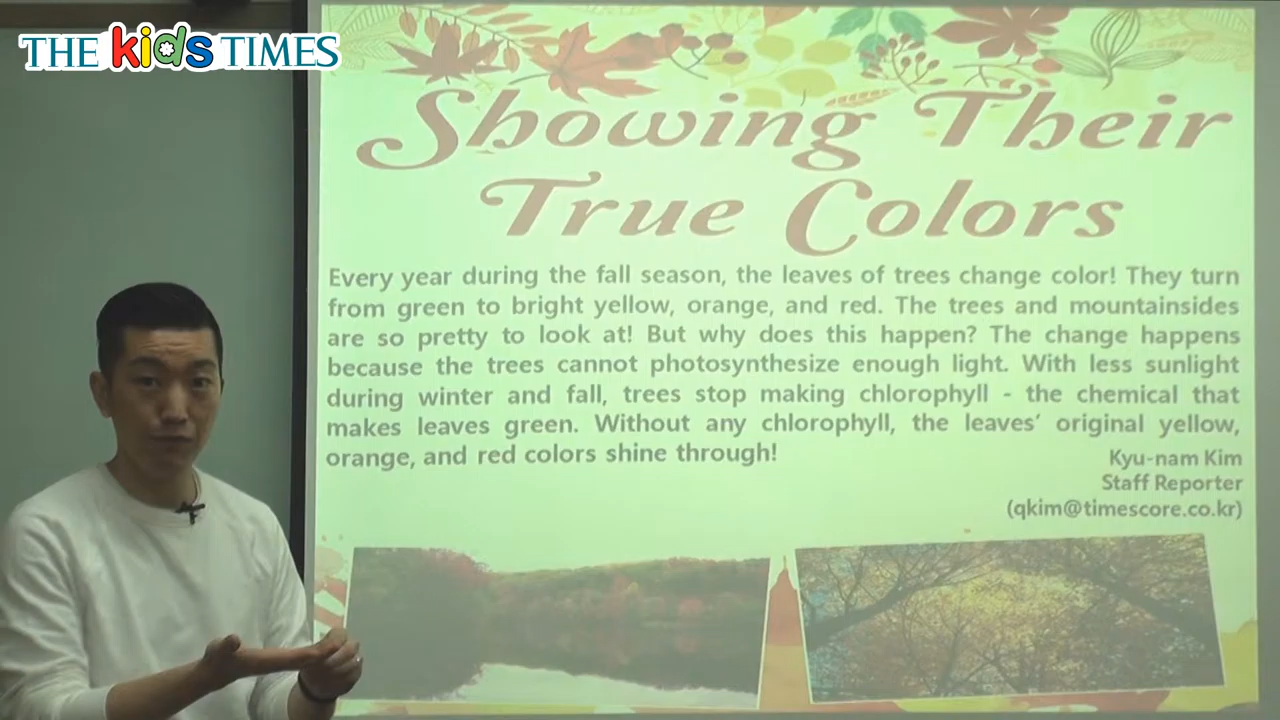 THE kids TIMES
Showing Their
True Colors
Every year during the fall season, the leaves of trees change color! They turn
from green to bright yellow, orange, and red. The trees and mountainsides
are so pretty to look at! But why does this happen? The change happens
because the trees cannot photosynthesize enough light. With less sunlight
during winter and fall, trees stop making chlorophyll - the chemical that
makes leaves green. Without any chlorophyll, the leaves’ original yellow,
orange, and red colors shine through!
Kyu-nam Kim
Staff Reporter
(qkim@timescore.co.kr)